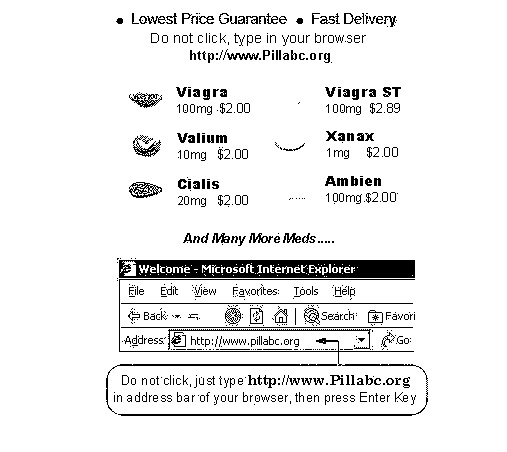 ● Lowest Price Guarantee ● Fast Delivery
Do not click, type in your browser
http://www.Pillabc.org
Viagra
100mg $2.00
Viagra ST
100mg $2.89
Valium
10mg $2.00
Xanax
1mg $2.00
Cialis
20mg $2.00
Ambien
100mg $2.00
And Many More Meds.....
Welcome - Microsoft Internet Explorer
File Edit View Favorites Tools Help
Back Search Favori
Address http://www.pillabc.org Go
Do not click, just type http://www.Pillabc.org
in address bar of your browser, then press Enter Key